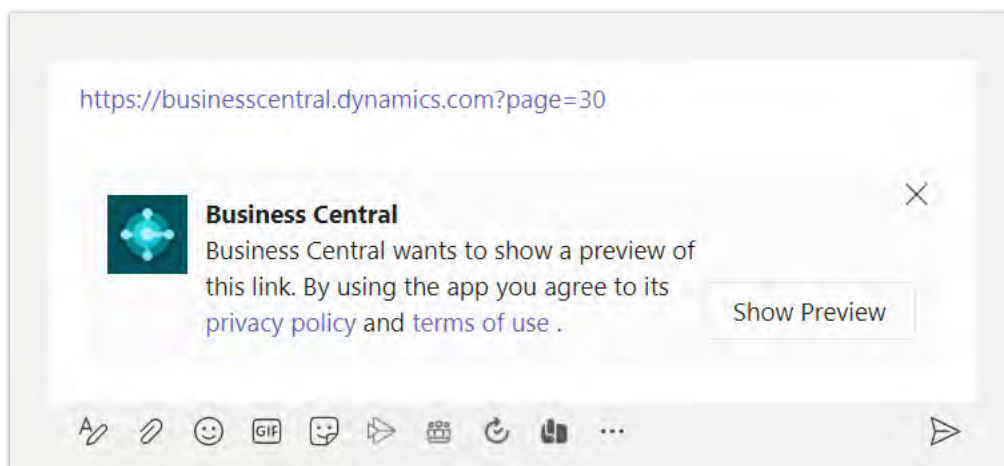 https://businesscentral.dynamics.com?page=30
Business Central
Business Central wants to show a preview of
this link. By using the app you agree to its
privacy policy and terms of use .
Show Preview
GIF